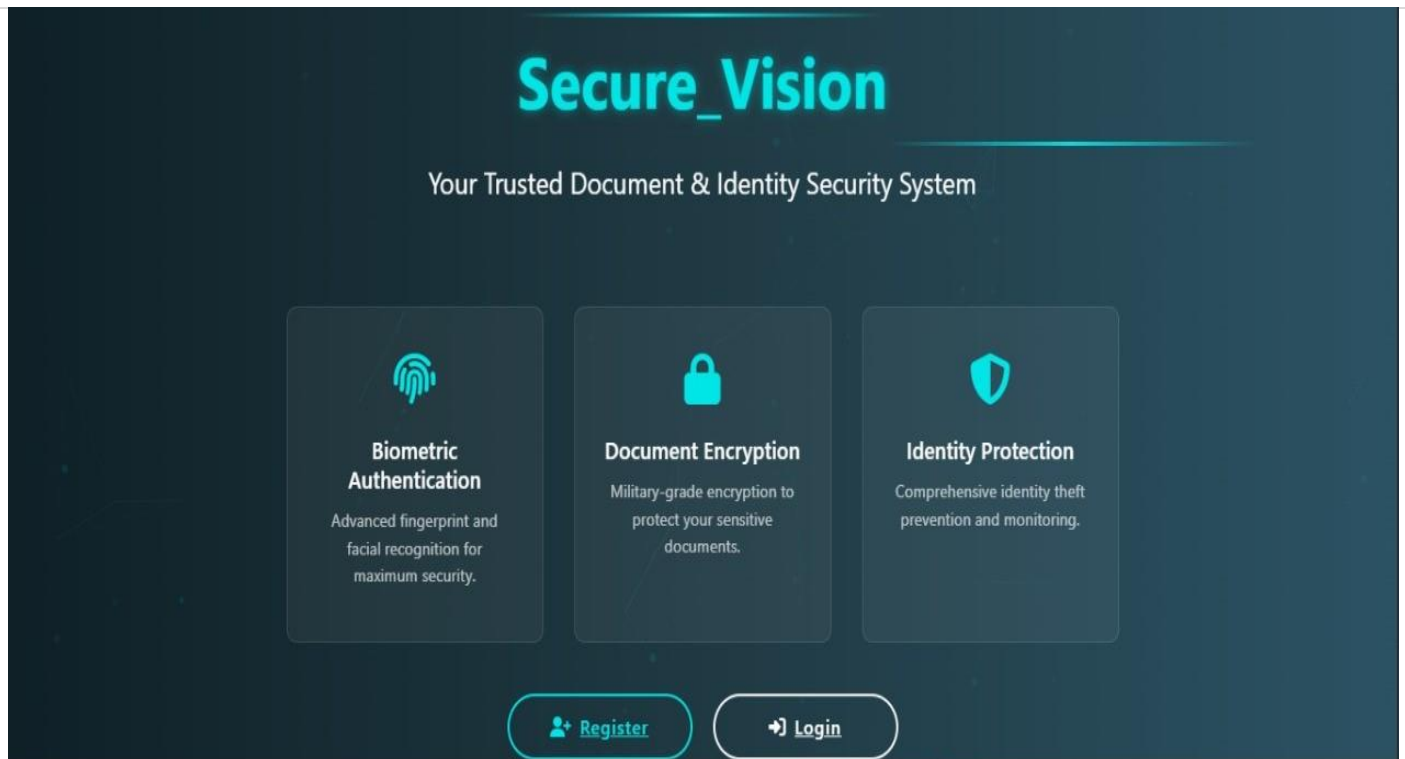 Secure_Vision
Your Trusted Document & Identity Security System
Biometric
Authentication
Advanced fingerprint and
facial recognition for
maximum security.
Document Encryption
Military-grade encryption to
protect your sensitive
documents.
Identity Protection
Comprehensive identity theft
prevention and monitoring.
Register
Login